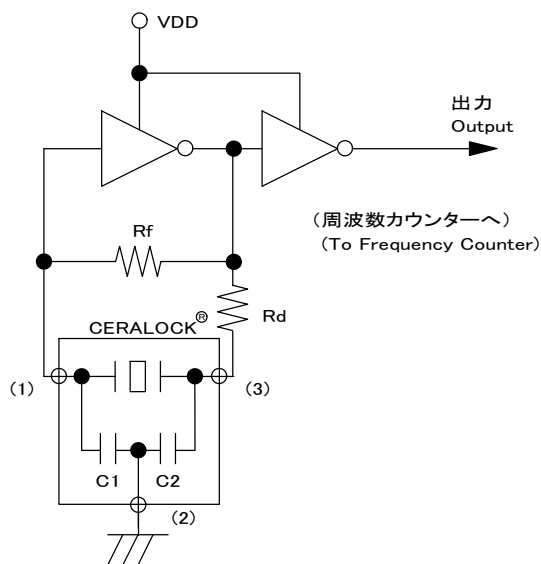 VDD
出力
Output
(周波数カウンターへ)
(To Frequency Counter)
Rf
Rd
CERALOCK®
(1)
(3)
C1
C2
(2)